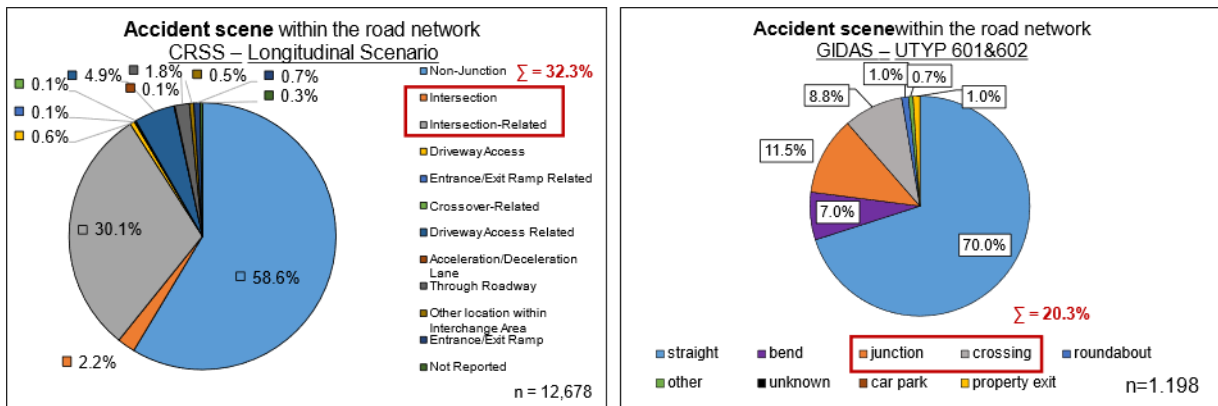 Accident scene within the road network
CRSS – Longitudinal Scenario
0.1%
4.9%
0.1%
1.8%
0.5%
0.7%
0.3%
0.1%
0.6%
30.1%
58.6%
2.2%
Non-Junction
∑ = 32.3%
Intersection
Intersection-Related
Driveway Access
Entrance/Exit Ramp Related
Crossover-Related
Driveway Access Related
Acceleration/Deceleration
Lane
Through Roadway
Other location within
Interchange Area
Entrance/Exit Ramp
Not Reported
n = 12,678
Accident scene within the road network
GIDAS – UTYP 601&602
1.0%
0.7%
8.8%
1.0%
11.5%
7.0%
70.0%
∑ = 20.3%
straight
bend
junction
crossing
roundabout
other
unknown
car park
property exit
n=1.198